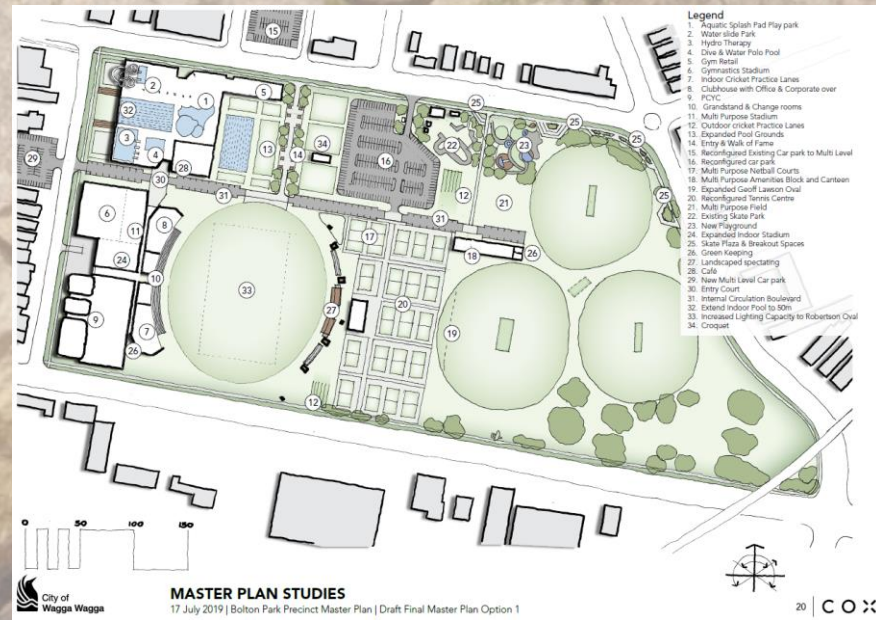 Legend
1. Aquatic Splash Pad Play park
2. Water slide Park
3. Hydro Therapy
4. Dive & Water Polo Pool
5. Gym Retail
6. Gymnastics Stadium
7. Indoor Cricket Practice Lanes
8. Clubhouse with Office & Corporate over
9. PCYC
10. Grandstand & Change rooms
11. Multi Purpose Stadium
12. Outdoor cricket Practice Lanes
13. Expanded Pool Grounds
14. Entry & Walk of Fame
15. Reconfigured Existing Car park to Multi Level
16. Reconfigured car park
17. Multi Purpose Netball Courts
18. Multi Purpose Amenities Block and Canteen
19. Expanded Geoff Lawson Oval
20. Reconfigured Tennis Centre
21. Multi Purpose Field
22. Existing Skate Park
23. New Playground
24. Expanded Indoor Stadium
25. Skate Plaza & Breakout Spaces
26. Green Keeping
27. Landscaped spectating
28. Café
29. New Multi Level Car park
30. Entry Court
31. Internal Circulation Boulevard
32. Extend Indoor Pool to 50m
33. Increased Lighting Capacity to Robertson Oval
34. Croquet
15
2
1
5
25
25
25
32
13
14
34
16
22
23
3
4
29
30
28
31
12
21
25
6
11
8
31
17
18
26
24
10
33
20
27
19
9
7
26
12
0 50 100 150
City of
Wagga Wagga
MASTER PLAN STUDIES
17 July 2019 | Bolton Park Precinct Master Plan | Draft Final Master Plan Option 1
20 | COX